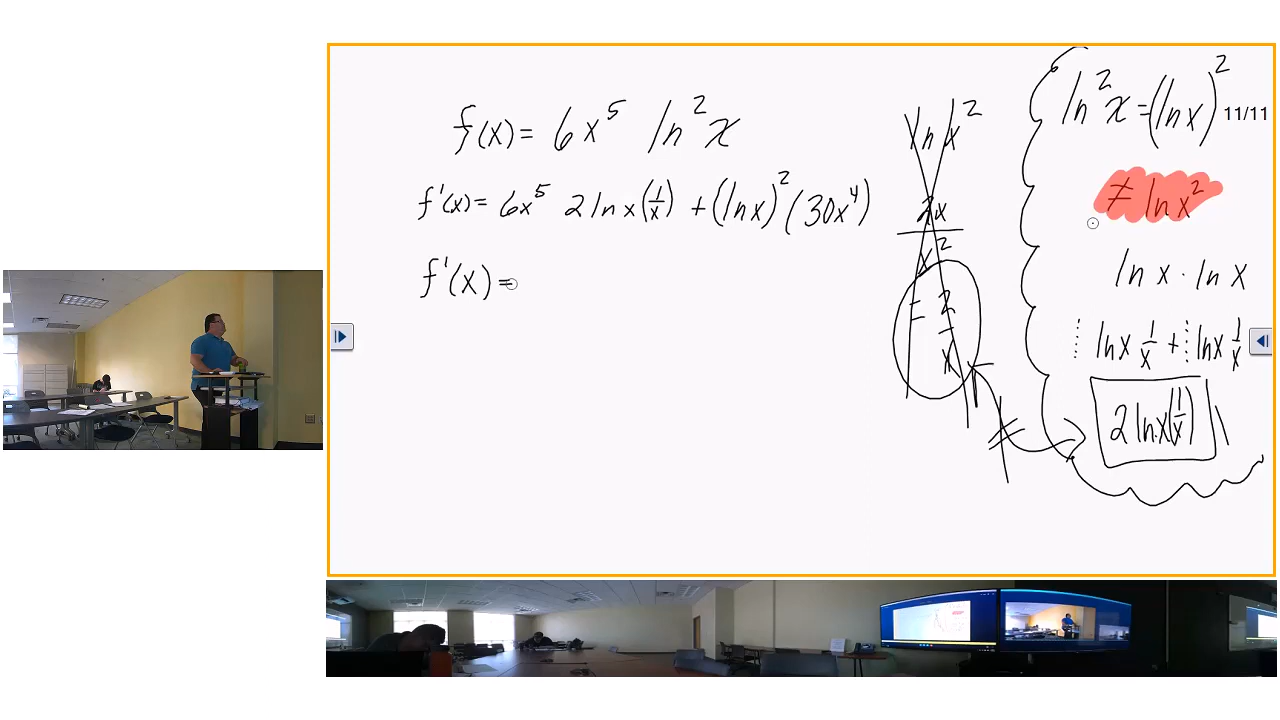 f(x) = 6x⁵ ln²x
f'(x) = 6x⁵ 2 ln x (1/x) + (ln x)² (30x⁴)
f'(x) =
ln x²
2x/x²
= 2/x
ln²x = (ln x)²
11/11
≠ ln x²
ln x · ln x
ln x 1/x + ln x 1/x
2 ln x (1/x)
≠